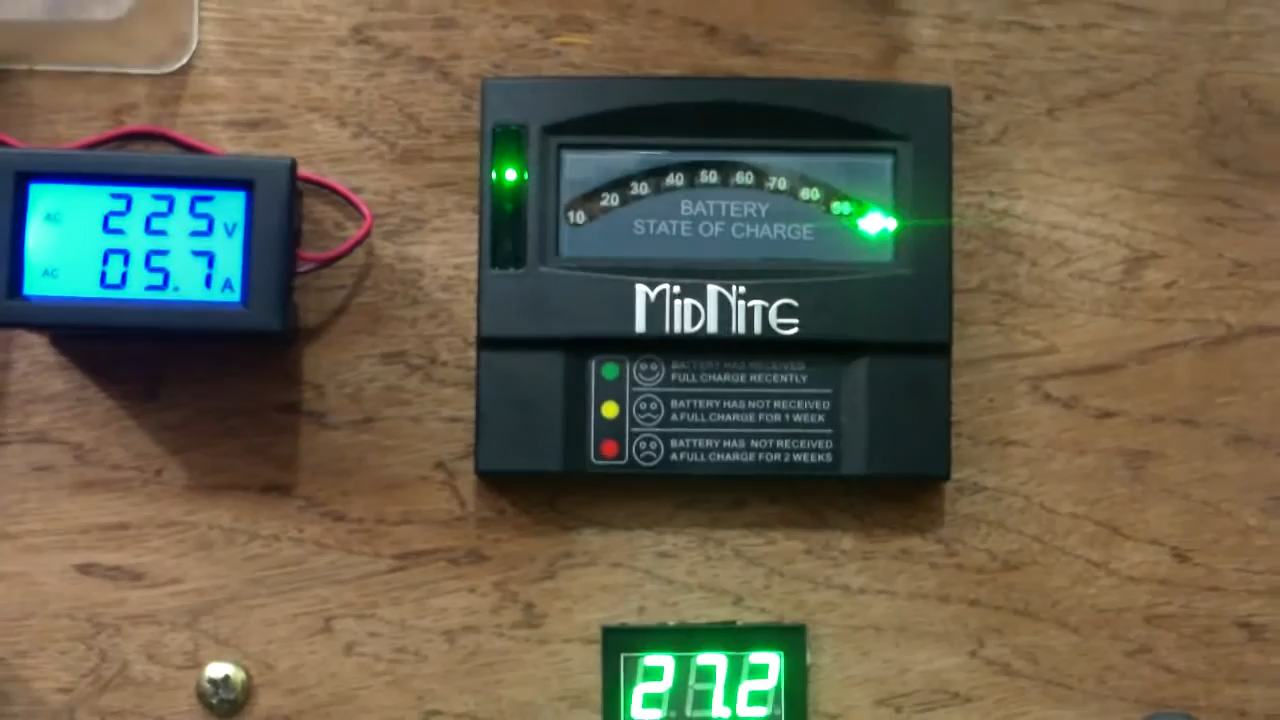 AC 225 V
AC 05.7 A
10 20 30 40 50 60 70 80 90
BATTERY
STATE OF CHARGE
MIDNITE
BATTERY HAS RECEIVED
FULL CHARGE RECENTLY
BATTERY HAS NOT RECEIVED
A FULL CHARGE FOR 1 WEEK
BATTERY HAS NOT RECEIVED
A FULL CHARGE FOR 2 WEEKS
27.2